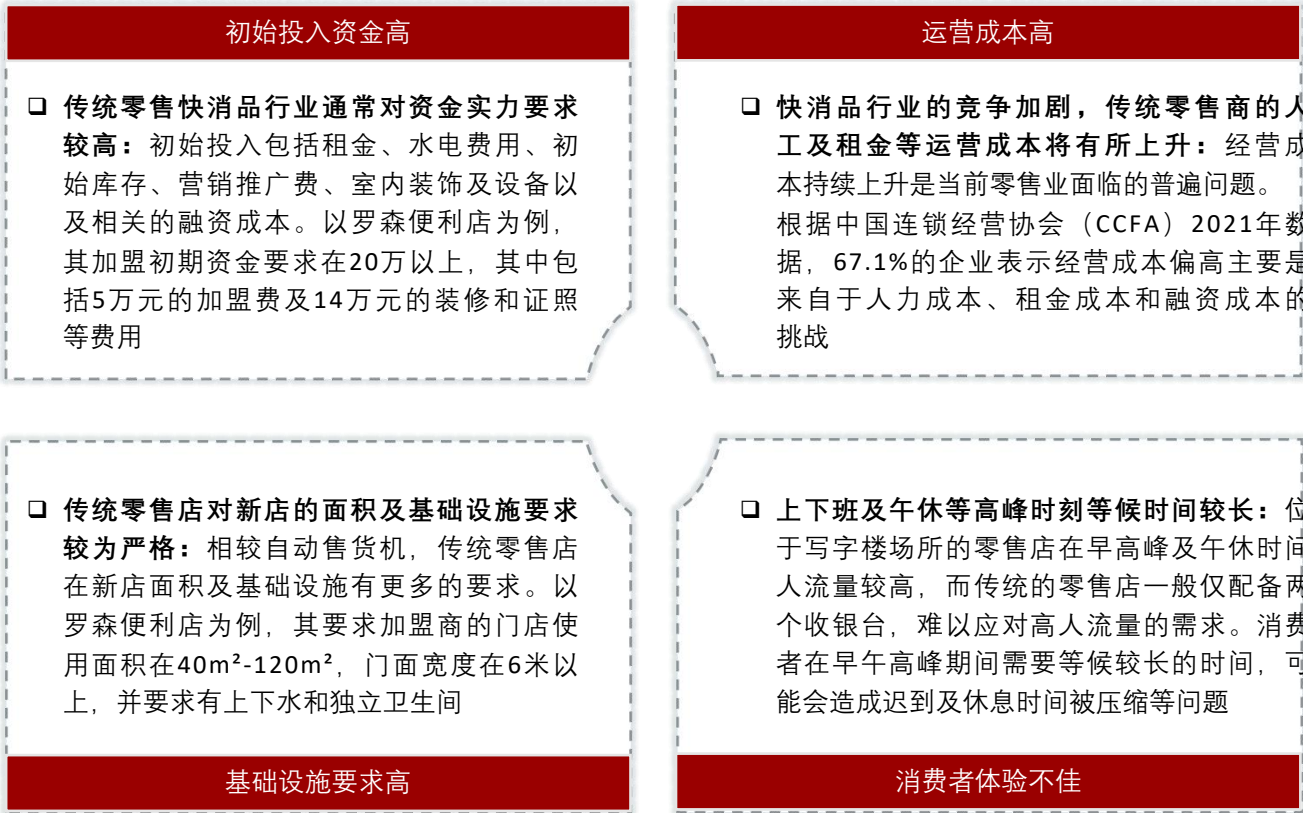 初始投入资金高
❑ 传统零售快消品行业通常对资金实力要求
较高：初始投入包括租金、水电费用、初
始库存、营销推广费、室内装饰及设备以
及相关的融资成本。以罗森便利店为例，
其加盟初期资金要求在20万以上，其中包
括5万元的加盟费及14万元的装修和证照
等费用
运营成本高
❑ 快消品行业的竞争加剧，传统零售商的人
工及租金等运营成本将有所上升：经营成
本持续上升是当前零售业面临的普遍问题。
根据中国连锁经营协会（CCFA）2021年数
据，67.1%的企业表示经营成本偏高主要是
来自于人力成本、租金成本和融资成本的
挑战
❑ 传统零售店对新店的面积及基础设施要求
较为严格：相较自动售货机，传统零售店
在新店面积及基础设施有更多的要求。以
罗森便利店为例，其要求加盟商的门店使
用面积在40m²-120m²，门面宽度在6米以
上，并要求有上下水和独立卫生间
基础设施要求高
❑ 上下班及午休等高峰时刻等候时间较长：位
于写字楼场所的零售店在早高峰及午休时间
人流量较高，而传统的零售店一般仅配备两
个收银台，难以应对高人流量的需求。消费
者在早午高峰期间需要等候较长的时间，可
能会造成迟到及休息时间被压缩等问题
消费者体验不佳